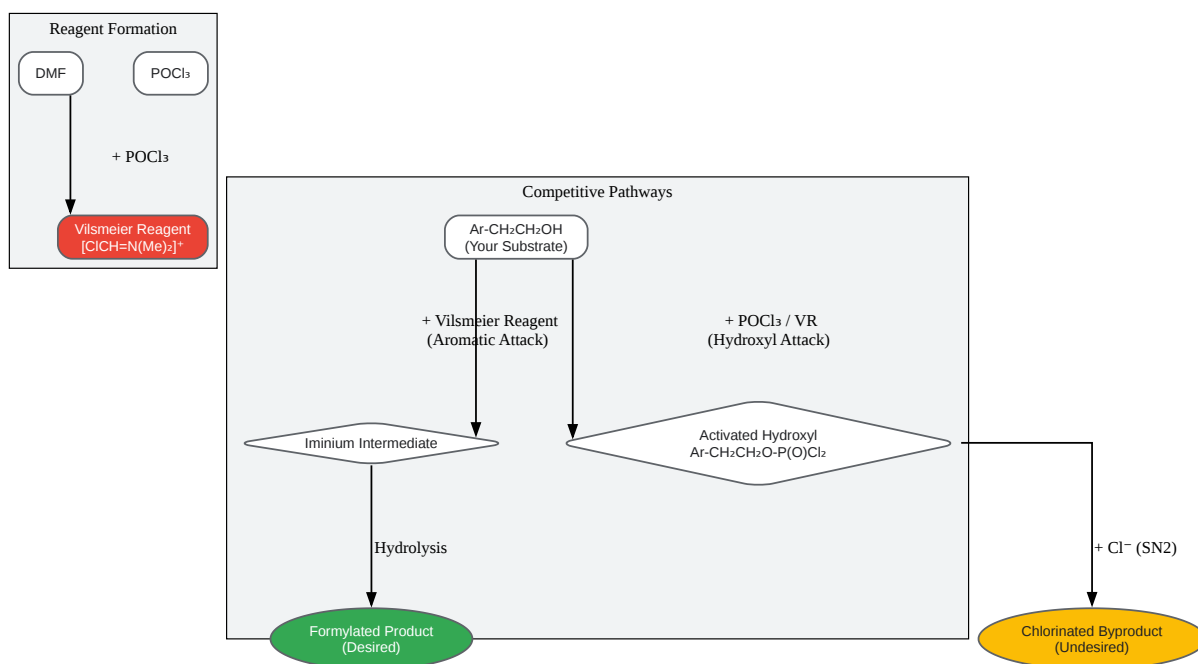 Reagent Formation
DMF
POCl₃
+ POCl₃
Vilsmeier Reagent
[ClCH=N(Me)₂]⁺
Competitive Pathways
Ar-CH₂CH₂OH
(Your Substrate)
+ Vilsmeier Reagent
(Aromatic Attack)
+ POCl₃ / VR
(Hydroxyl Attack)
Iminium Intermediate
Activated Hydroxyl
Ar-CH₂CH₂O-P(O)Cl₂
Hydrolysis
+ Cl⁻ (SN2)
Formylated Product
(Desired)
Chlorinated Byproduct
(Undesired)